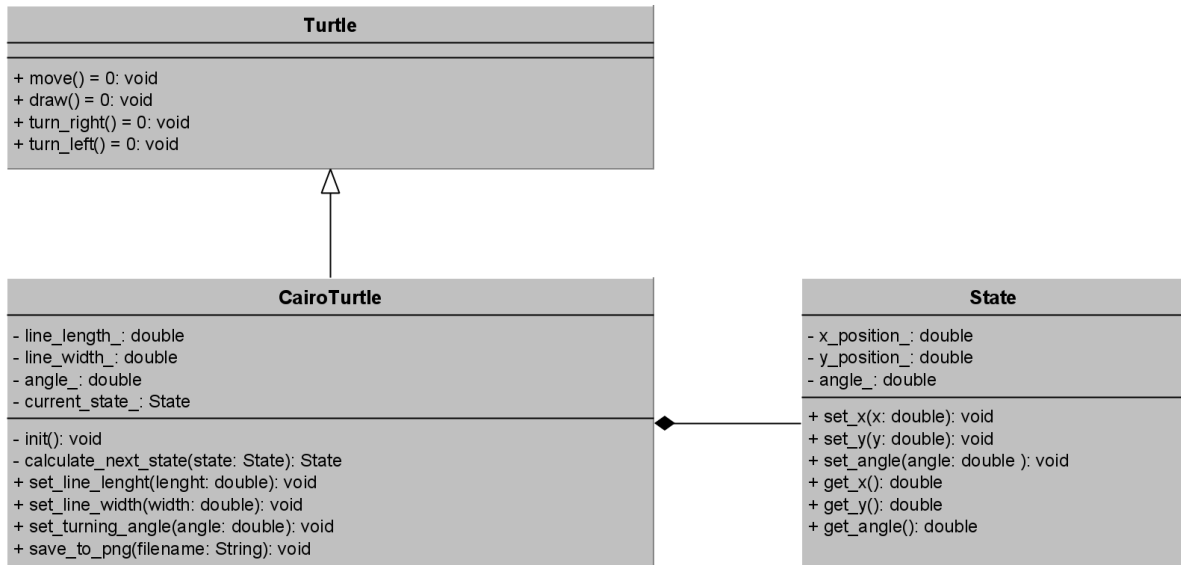 Turtle
+ move() = 0: void
+ draw() = 0: void
+ turn_right() = 0: void
+ turn_left() = 0: void
CairoTurtle
- line_length_: double
- line_width_: double
- angle_: double
- current_state_: State
- init(): void
- calculate_next_state(state: State): State
+ set_line_lenght(lenght: double): void
+ set_line_width(width: double): void
+ set_turning_angle(angle: double): void
+ save_to_png(filename: String): void
State
- x_position_: double
- y_position_: double
- angle_: double
+ set_x(x: double): void
+ set_y(y: double): void
+ set_angle(angle: double ): void
+ get_x(): double
+ get_y(): double
+ get_angle(): double